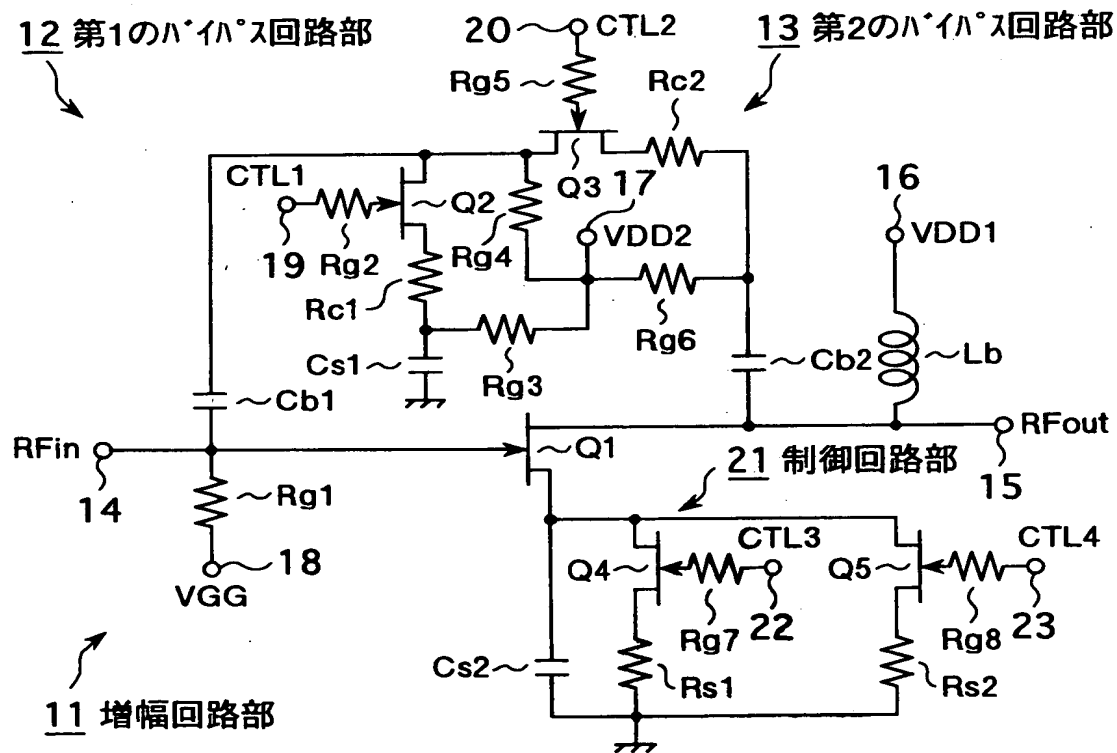 12 第1のバイパス回路部
20 CTL2
13 第2のバイパス回路部
Rg5
Rc2
CTL1
Q2
Q3
17
16
VDD2
VDD1
19
Rg2
Rg4
Rc1
Rg6
Cs1
Rg3
Cb2
Lb
Cb1
RFin
Q1
RFout
14
Rg1
21 制御回路部
15
18
VGG
Q4
CTL3
Q5
CTL4
Rg7
22
Rg8
23
Cs2
Rs1
Rs2
11 増幅回路部